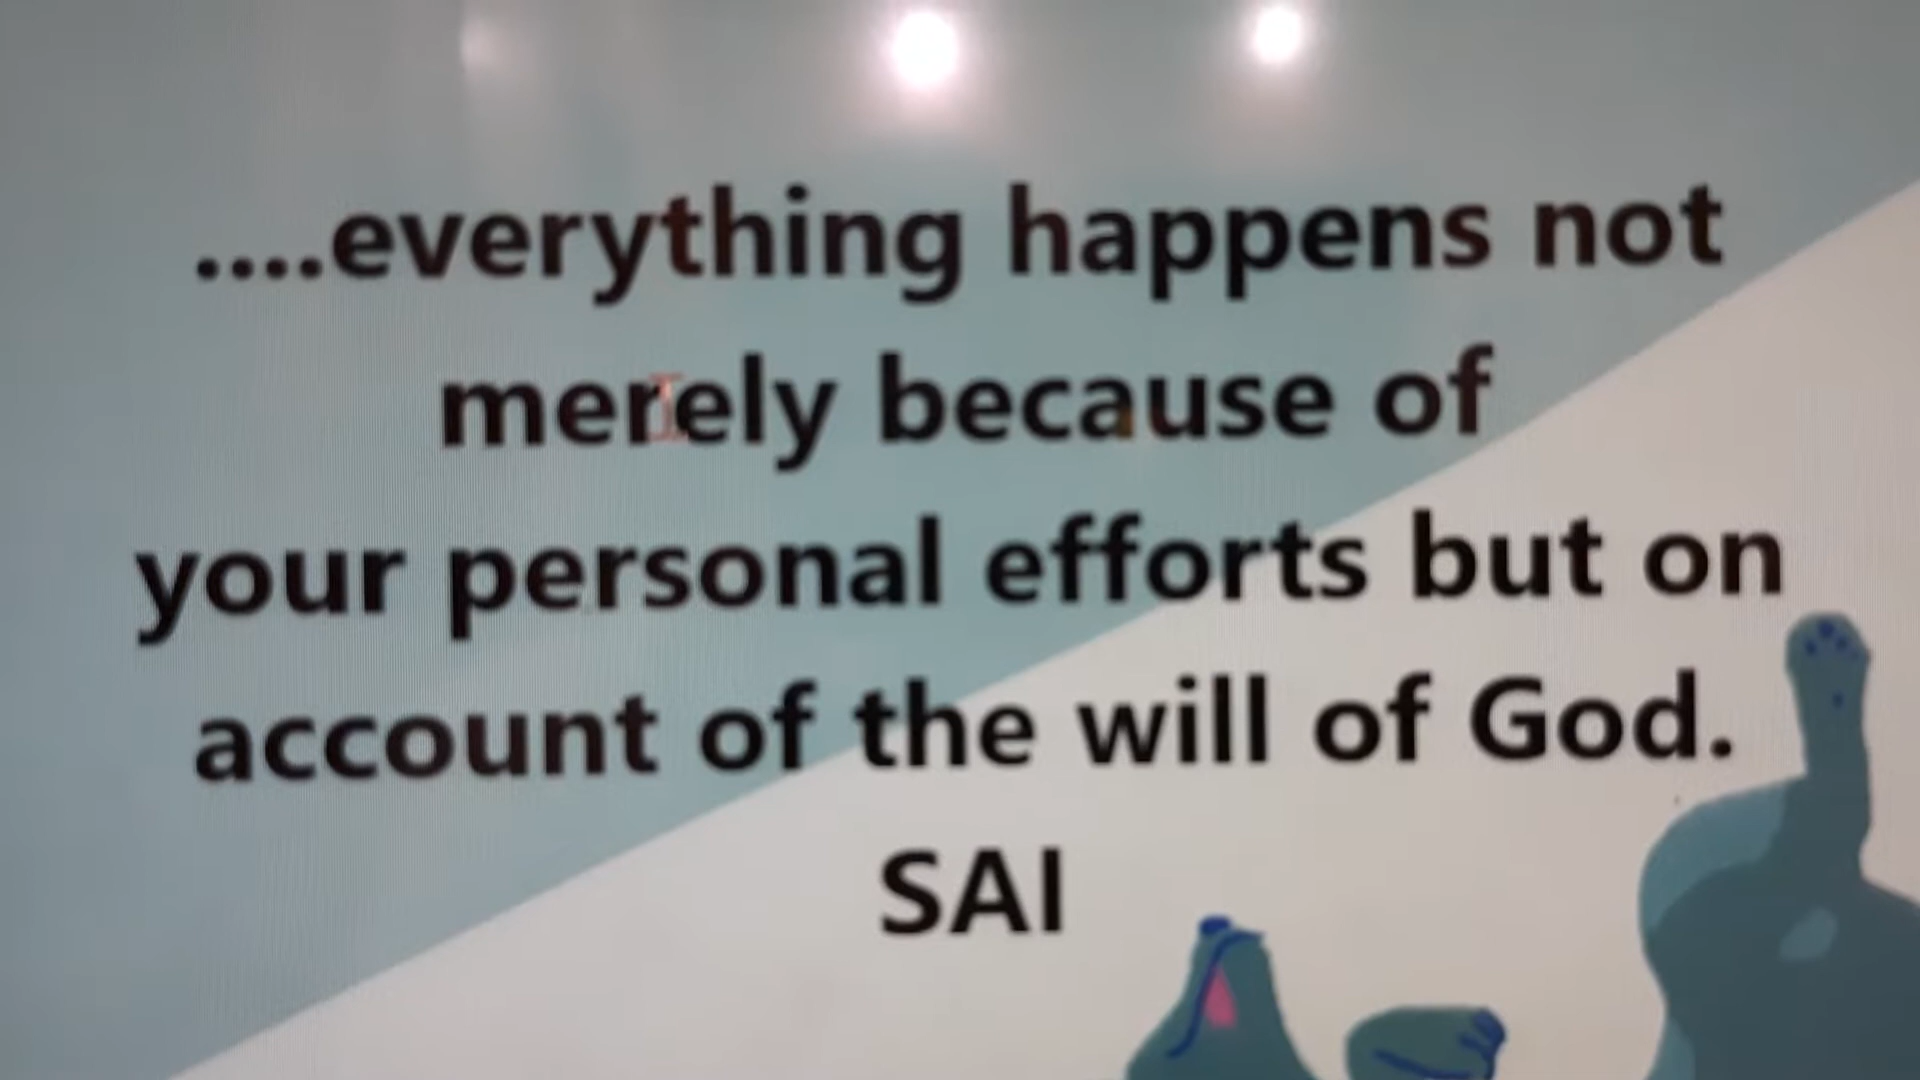 ....everything happens not
merely because of
your personal efforts but on
account of the will of God.
SAI